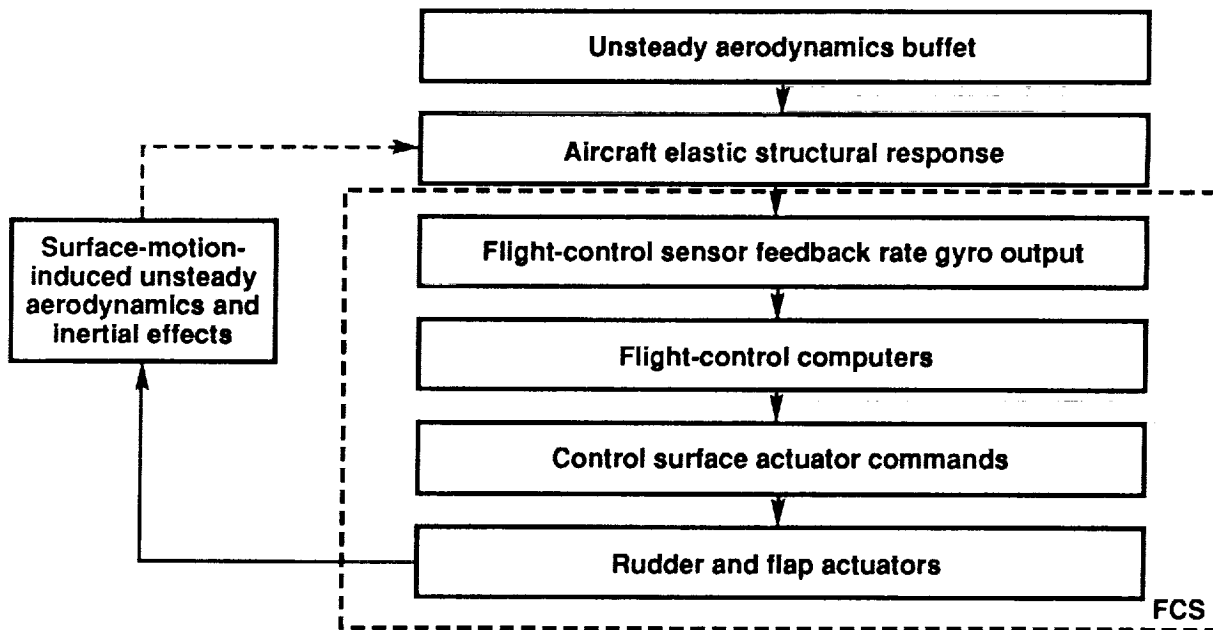 Unsteady aerodynamics buffet
Aircraft elastic structural response
Flight-control sensor feedback rate gyro output
Surface-motion-
induced unsteady
aerodynamics and
inertial effects
Flight-control computers
Control surface actuator commands
Rudder and flap actuators
FCS